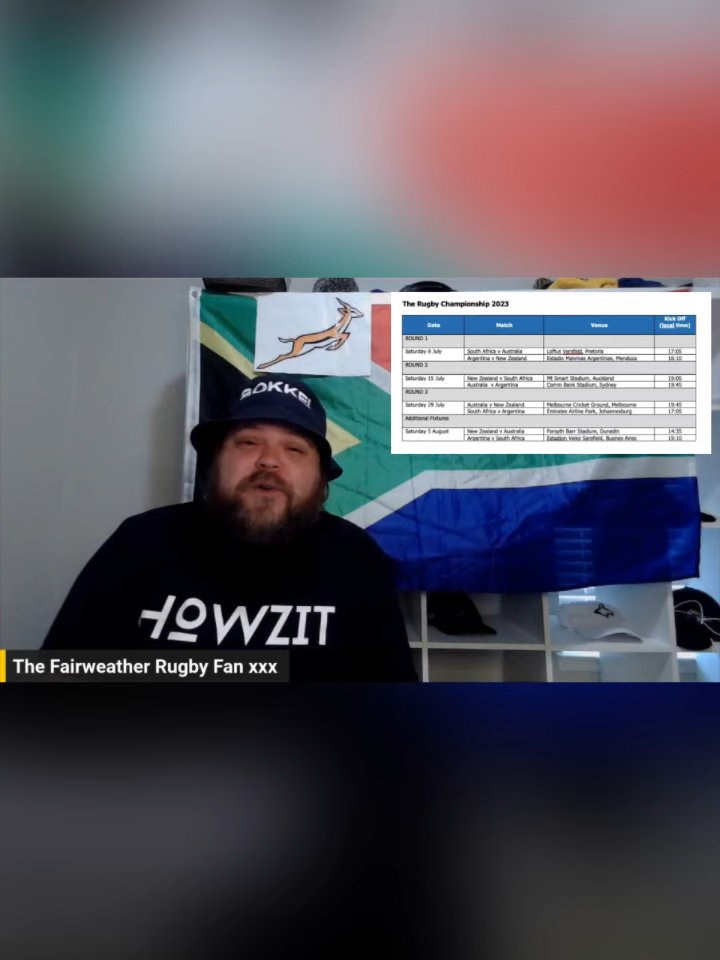 The Rugby Championship 2023
Date Match Venue Kick Off (local time)
ROUND 1
Saturday 8 July South Africa v Australia Loftus Versfeld, Pretoria 17:05
Argentina v New Zealand Estadio Malvinas Argentinas, Mendoza 16:10
ROUND 2
Saturday 15 July New Zealand v South Africa Mt Smart Stadium, Auckland 19:05
Australia v Argentina Comm Bank Stadium, Sydney 19:45
ROUND 3
Saturday 29 July Australia v New Zealand Melbourne Cricket Ground, Melbourne 19:45
South Africa v Argentina Emirates Airline Park, Johannesburg 17:05
Additional Fixtures
Saturday 5 August New Zealand v Australia Forsyth Barr Stadium, Dunedin 14:35
Argentina v South Africa Estadion Velez Sarsfield, Buenos Aires 19:10
BOKKE
HOWZIT
The Fairweather Rugby Fan xxx